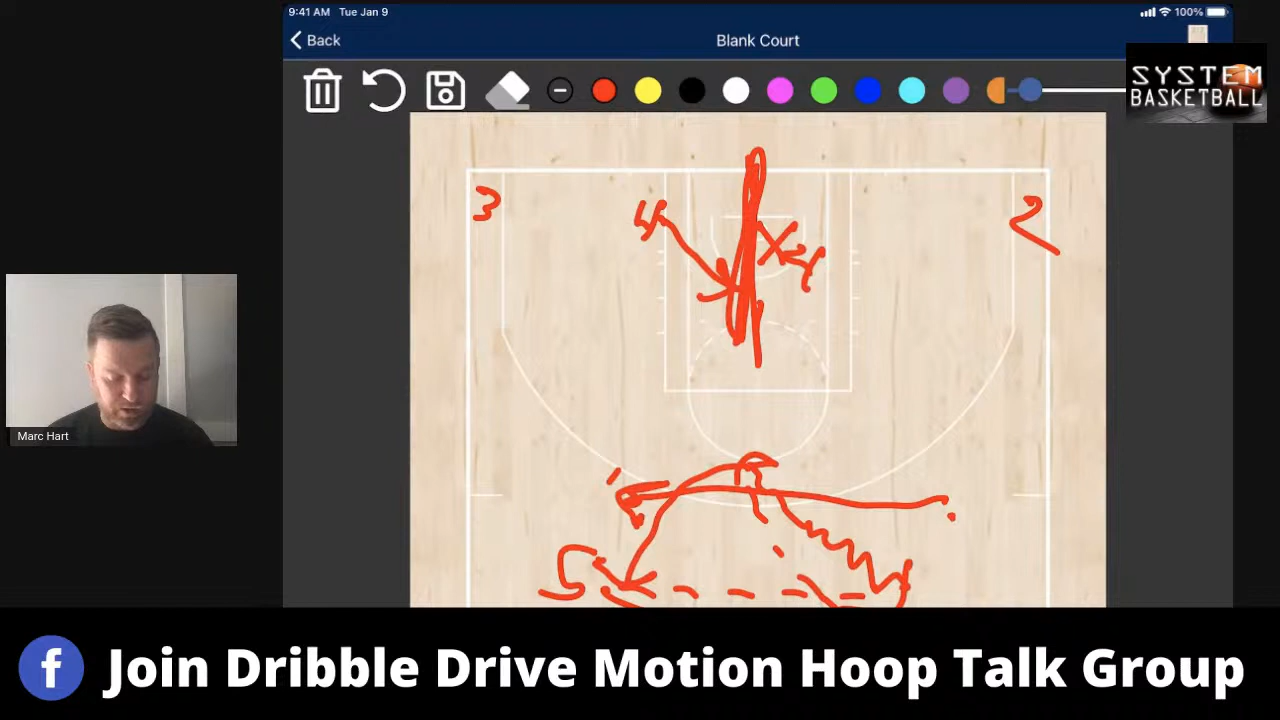 9:41 AM Tue Jan 9
100%
Back
Blank Court
SYSTEM
BASKETBALL
3
4
2
X4
5
Marc Hart
f
Join Dribble Drive Motion Hoop Talk Group